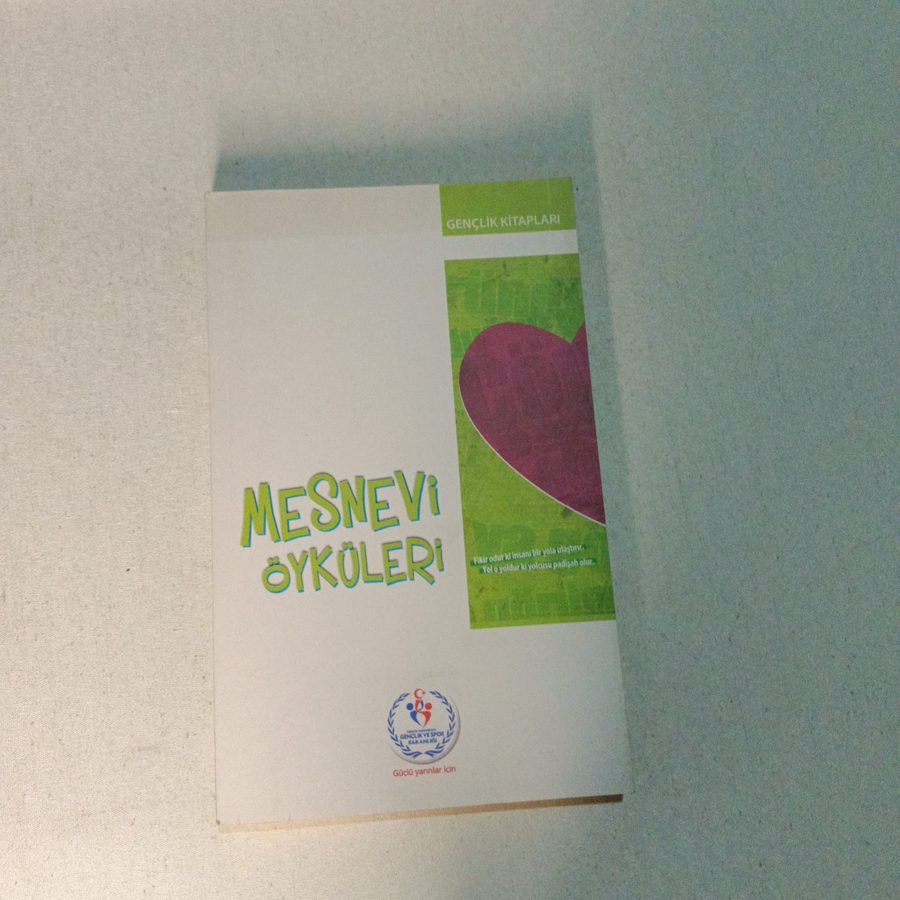 GENÇLİK KİTAPLARI
MESNEVİ
ÖYKÜLERİ
Fikir odur ki insanı bir yola ulaştırır.
Yol o yoldur ki yolcusu padişah olur.
GENÇLİK VE SPOR
BAKANLIĞI
Güçlü yarınlar için